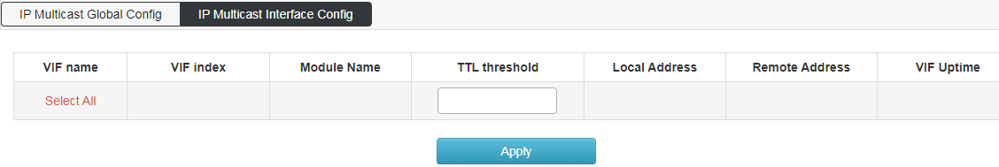 IP Multicast Global Config IP Multicast Interface Config
VIF name VIF index Module Name TTL threshold Local Address Remote Address VIF Uptime
Select All
Apply